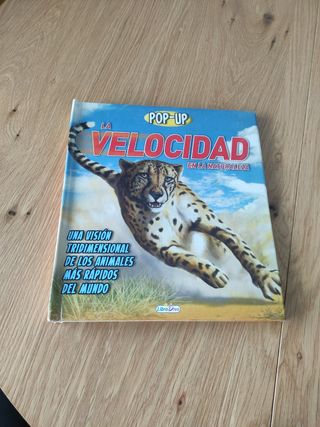 POP-UP
LA
VELOCIDAD
EN LA NATURALEZA
UNA VISIÓN
TRIDIMENSIONAL
DE LOS ANIMALES
MÁS RÁPIDOS
DEL MUNDO